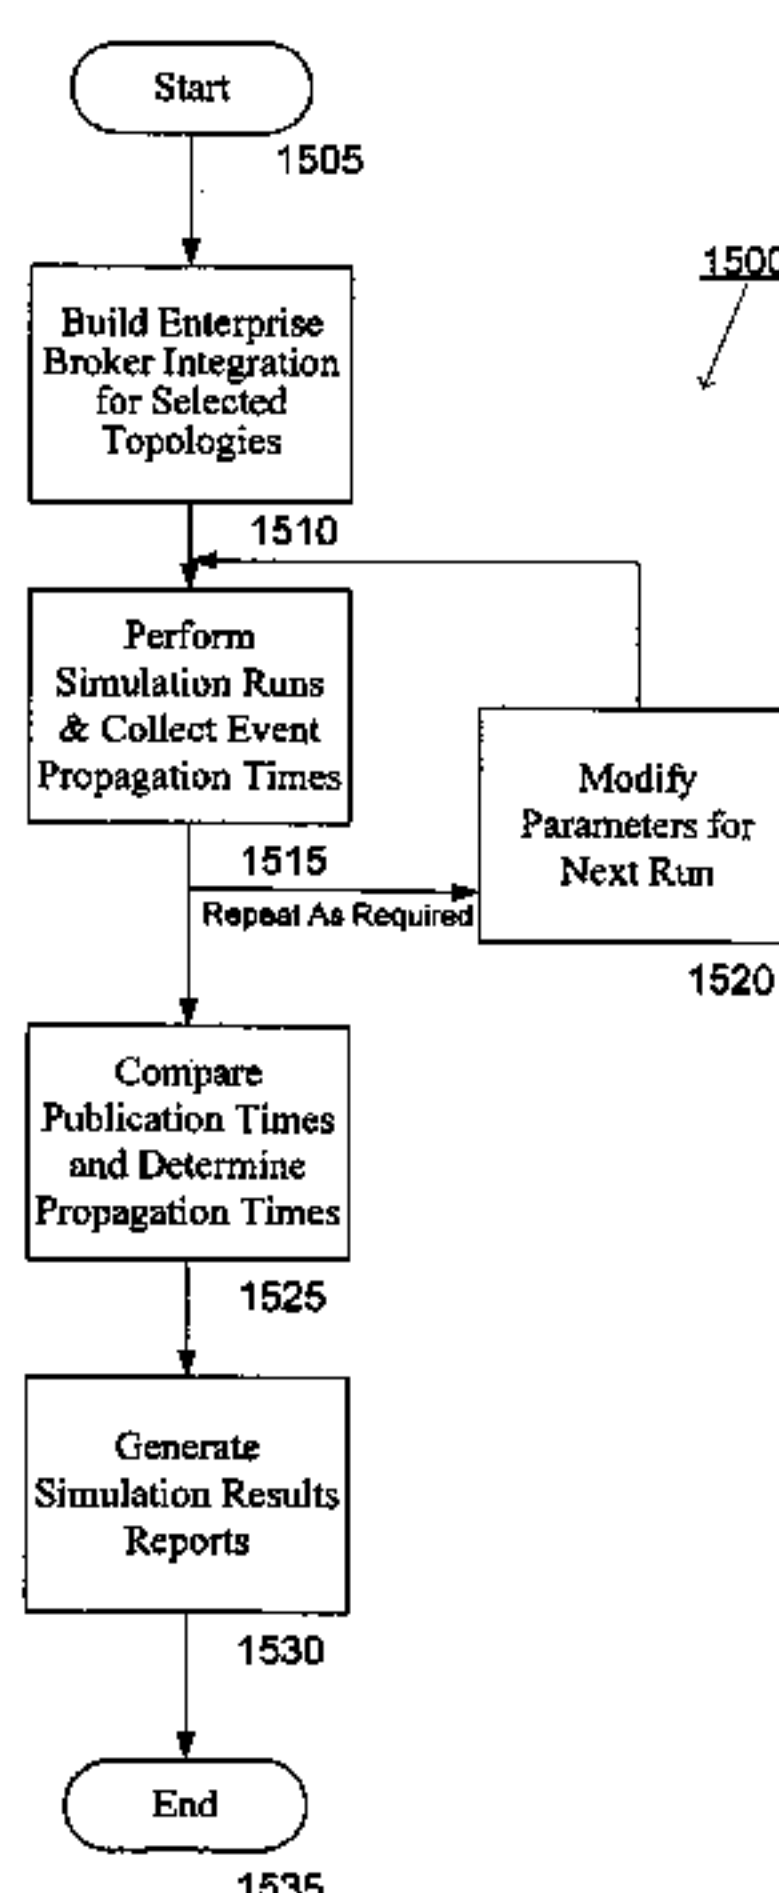 Start
1505
1500
Build Enterprise
Broker Integration
for Selected
Topologies
1510
Perform
Simulation Runs
& Collect Event
Propagation Times
1515
Repeat As Required
Modify
Parameters for
Next Run
1520
Compare
Publication Times
and Determine
Propagation Times
1525
Generate
Simulation Results
Reports
1530
End
1535